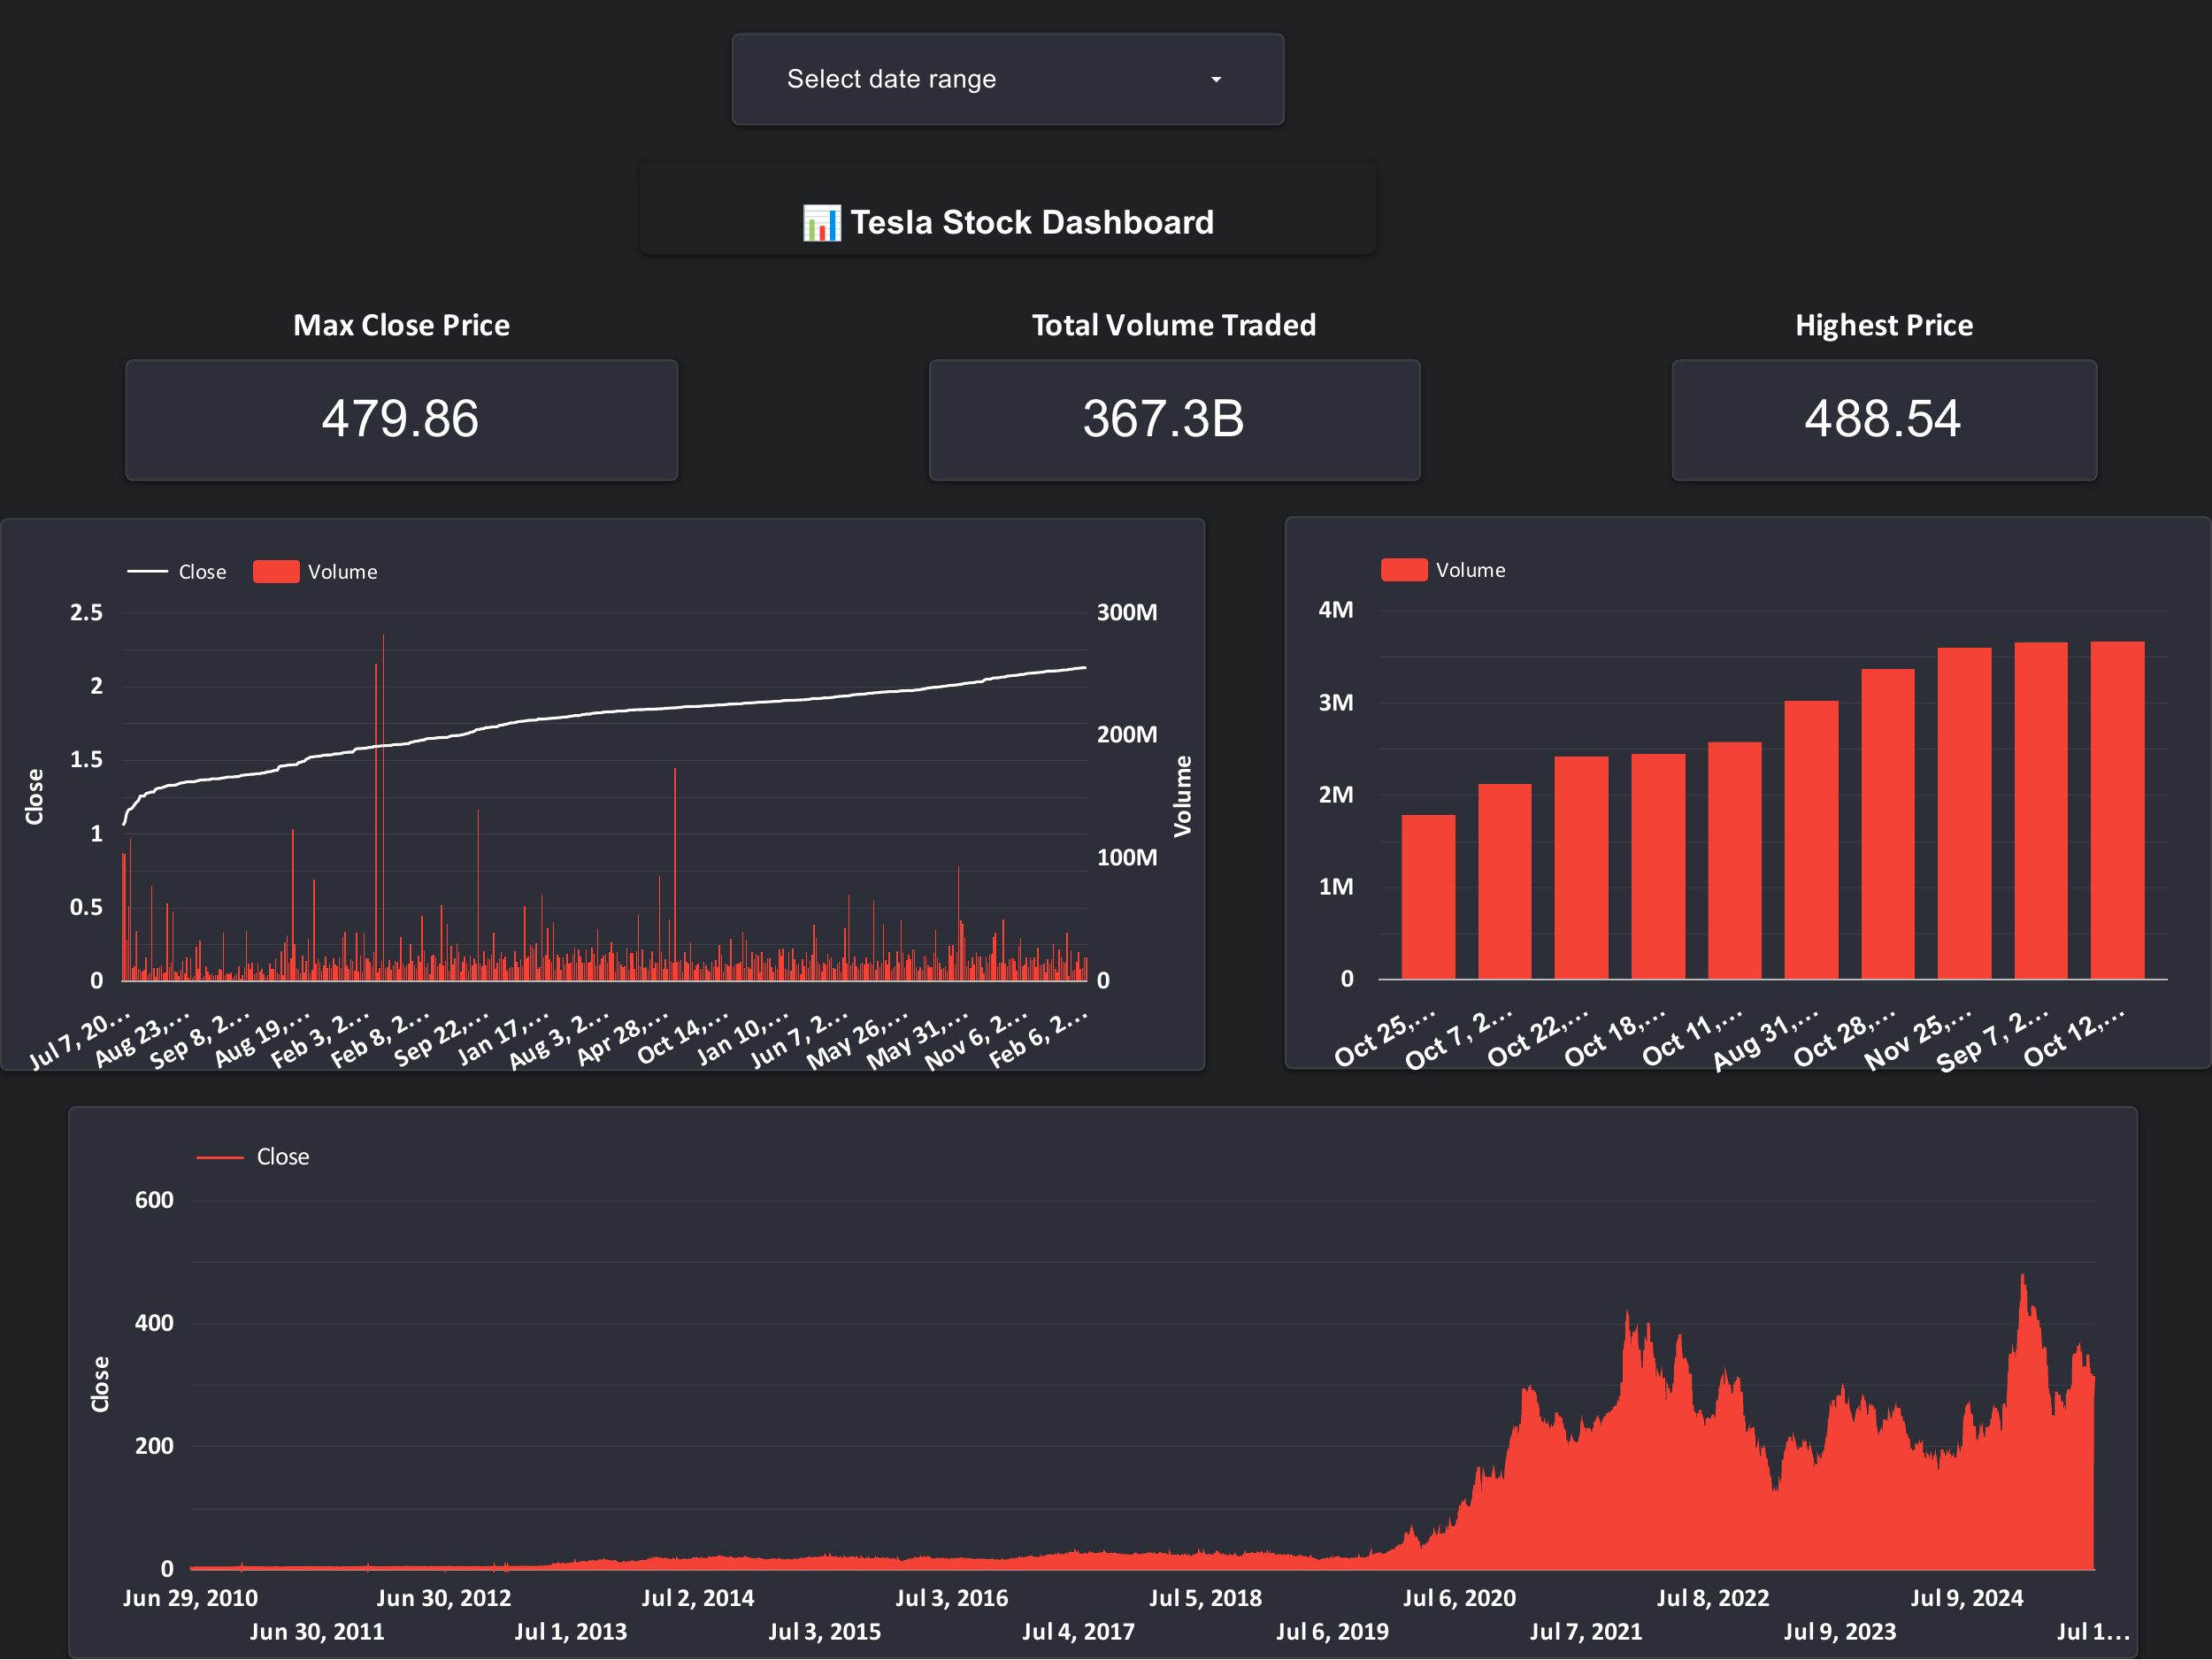 Select date range
📊 Tesla Stock Dashboard
Max Close Price
479.86
Total Volume Traded
367.3B
Highest Price
488.54
Close
Volume
2.5
2
1.5
1
0.5
0
Close
300M
200M
100M
0
Volume
Jul 7, 20...
Aug 23,...
Sep 8, 2...
Aug 19,...
Feb 3, 2...
Feb 8, 2...
Sep 22,...
Jan 17,...
Aug 3, 2...
Apr 28,...
Oct 14,...
Jan 10,...
Jun 7, 2...
May 26,...
May 31,...
Nov 6, 2...
Feb 6, 2...
Volume
4M
3M
2M
1M
0
Oct 25,...
Oct 7, 2...
Oct 22,...
Oct 18,...
Oct 11,...
Aug 31,...
Oct 28,...
Nov 25,...
Sep 7, 2...
Oct 12,...
Close
600
400
200
0
Close
Jun 29, 2010
Jun 30, 2011
Jun 30, 2012
Jul 1, 2013
Jul 2, 2014
Jul 3, 2015
Jul 3, 2016
Jul 4, 2017
Jul 5, 2018
Jul 6, 2019
Jul 6, 2020
Jul 7, 2021
Jul 8, 2022
Jul 9, 2023
Jul 9, 2024
Jul 1...